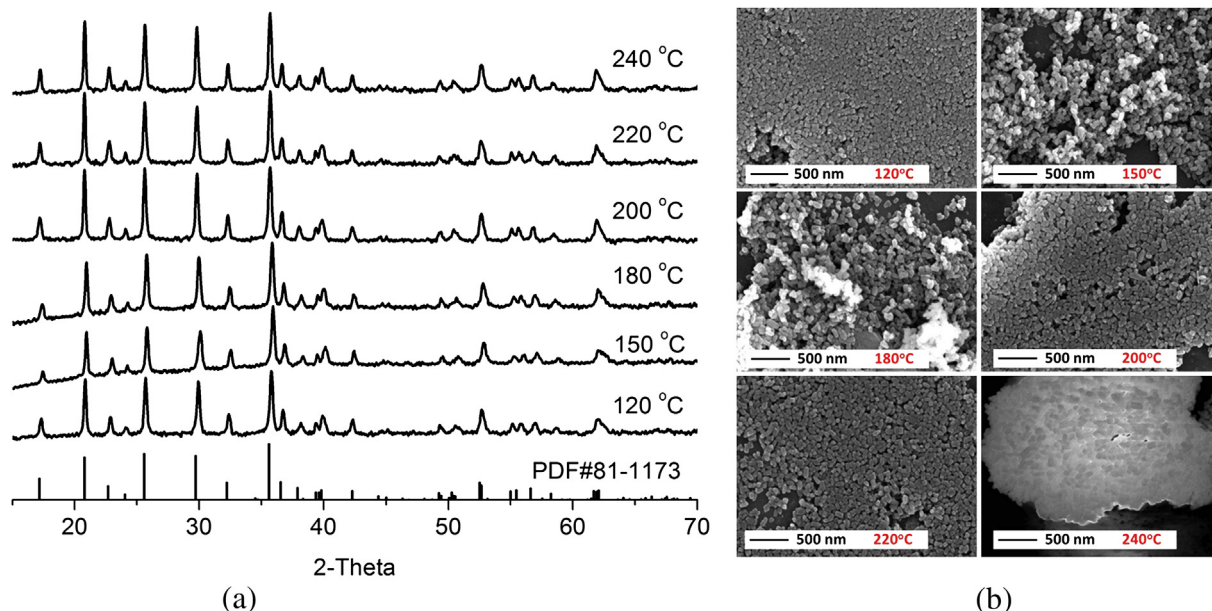 240 °C
220 °C
200 °C
180 °C
150 °C
120 °C
PDF#81-1173
20 30 40 50 60 70
2-Theta
(a)
500 nm 120°C
500 nm 150°C
500 nm 180°C
500 nm 200°C
500 nm 220°C
500 nm 240°C
(b)